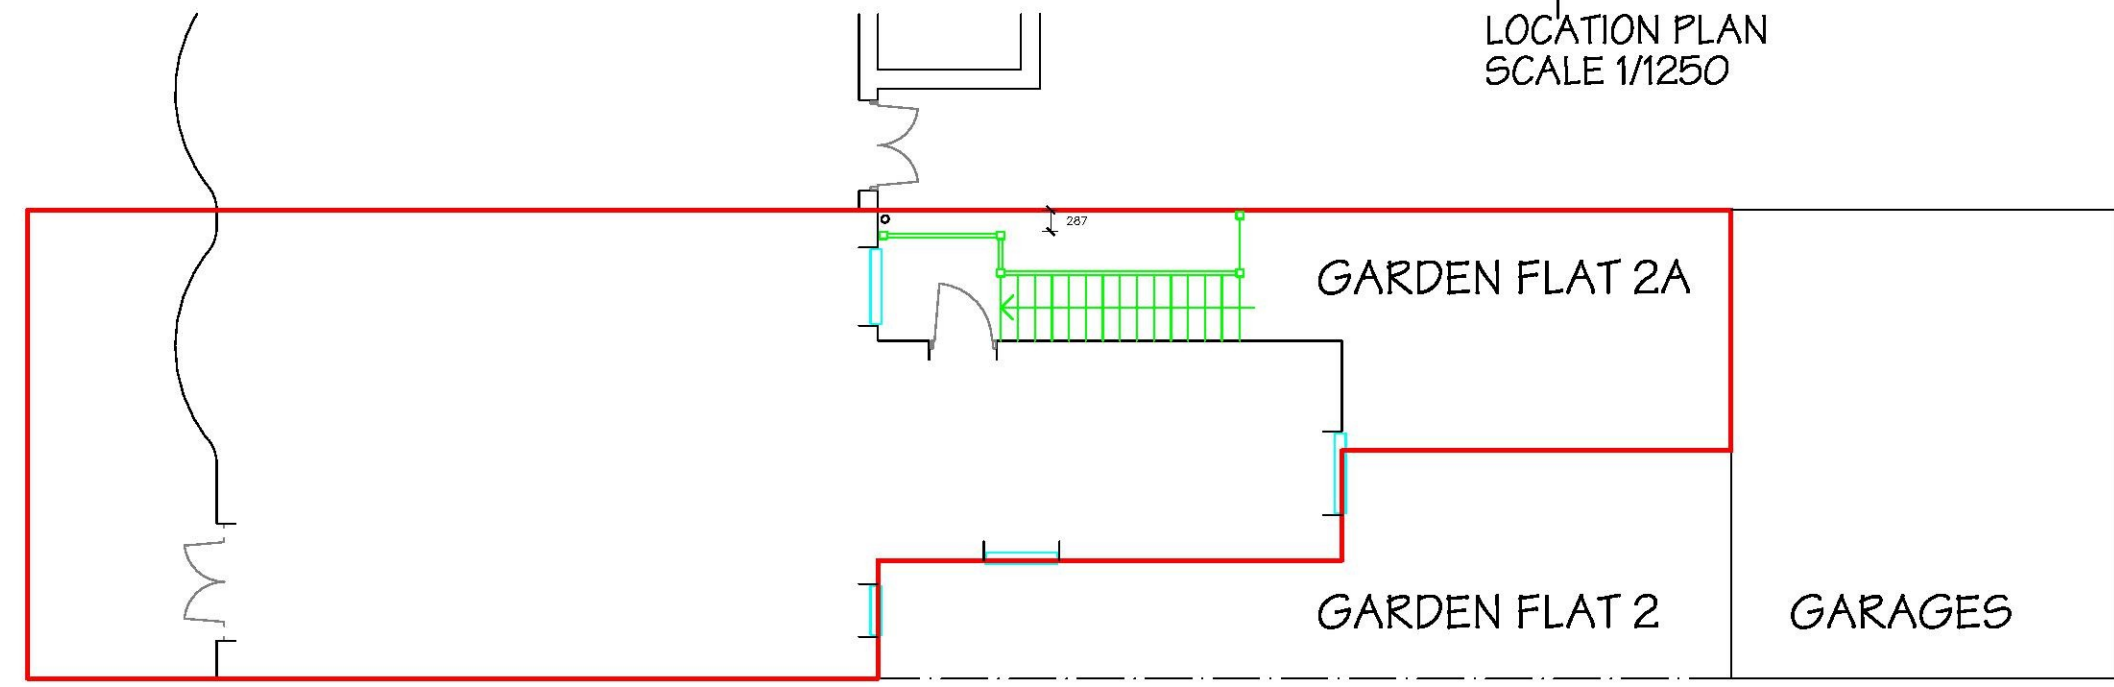 LOCATION PLAN
SCALE 1/1250
287
GARDEN FLAT 2A
GARDEN FLAT 2
GARAGES